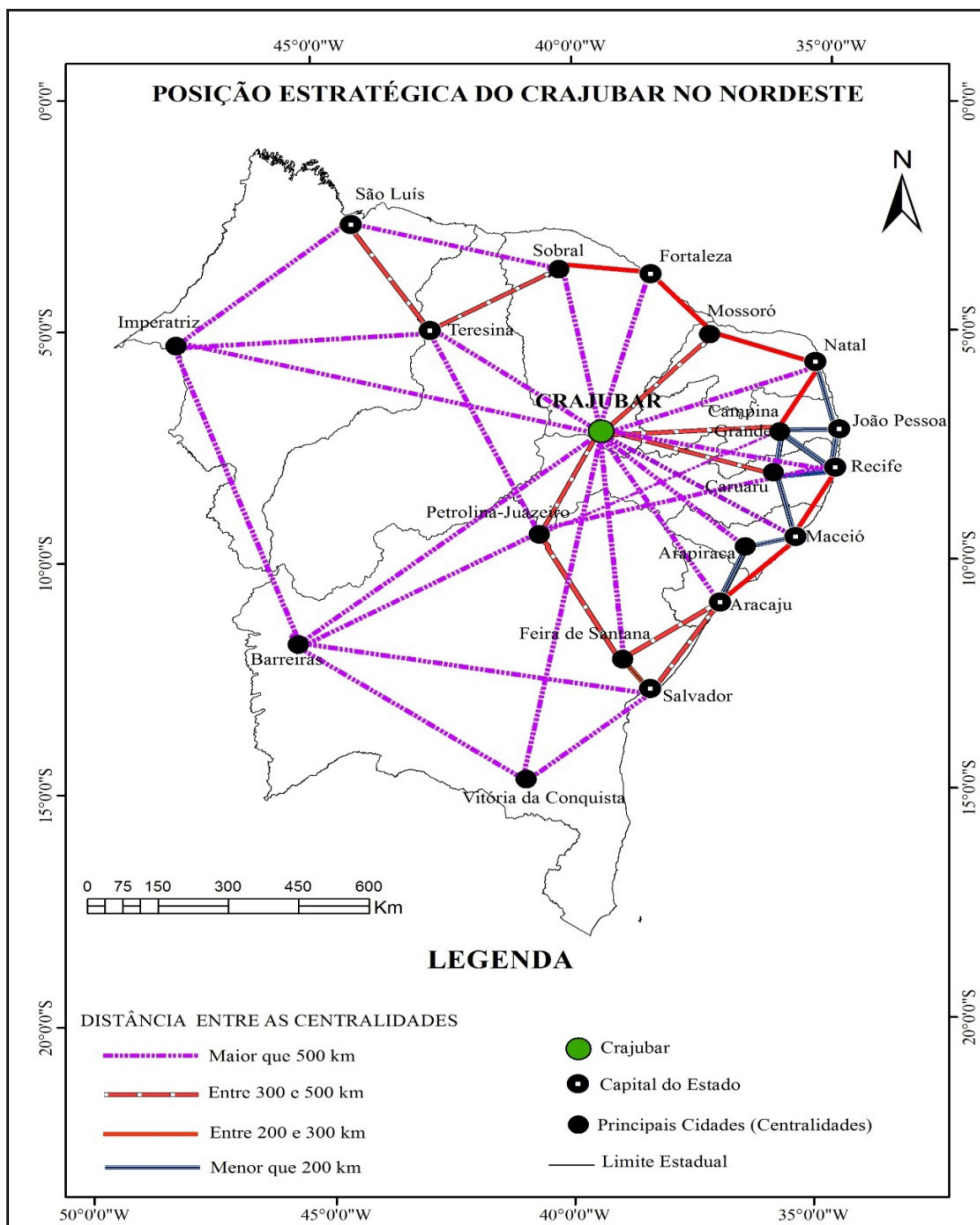 45°0'0"W 40°0'0"W 35°0'0"W
0°0'0" 0°0'0"
POSIÇÃO ESTRATÉGICA DO CRAJUBAR NO NORDESTE
N
São Luís
Sobral
Fortaleza
Mossoró
Imperatriz
Teresina
5°0'0"S 5°0'0"S
Natal
CRAJUBAR
Campina
Grande
João Pessoa
Recife
Caruaru
Petrolina-Juazeiro
Maceió
Arapiraca
10°0'0"S 10°0'0"S
Aracaju
Feira de Santana
Barreiras
Salvador
15°0'0"S 15°0'0"S
Vitória da Conquista
0 75 150 300 450 600
Km
LEGENDA
20°0'0"S 20°0'0"S
DISTÂNCIA ENTRE AS CENTRALIDADES
Maior que 500 km
Entre 300 e 500 km
Entre 200 e 300 km
Menor que 200 km
Crajubar
Capital do Estado
Principais Cidades (Centralidades)
Limite Estadual
50°0'0"W 45°0'0"W 40°0'0"W 35°0'0"W